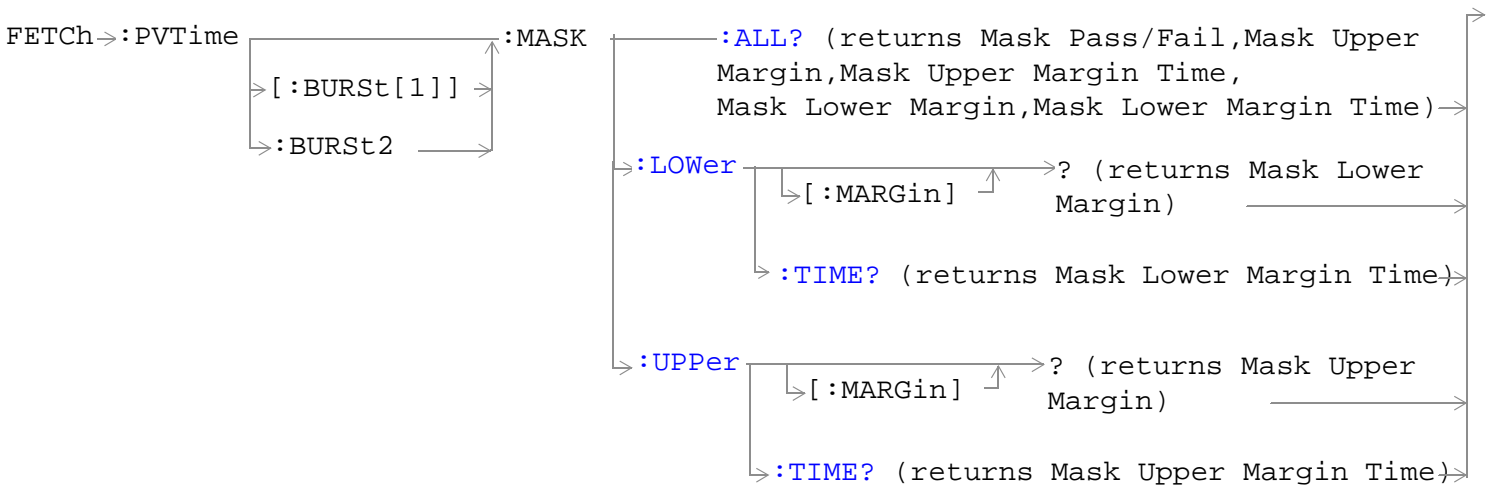 FETCh :PVTime :MASK :ALL? (returns Mask Pass/Fail,Mask Upper
Margin,Mask Upper Margin Time,
Mask Lower Margin,Mask Lower Margin Time)
[:BURSt[1]]
:BURSt2
:LOWer ? (returns Mask Lower
Margin)
[:MARGin]
:TIME? (returns Mask Lower Margin Time)
:UPPer ? (returns Mask Upper
Margin)
[:MARGin]
:TIME? (returns Mask Upper Margin Time)